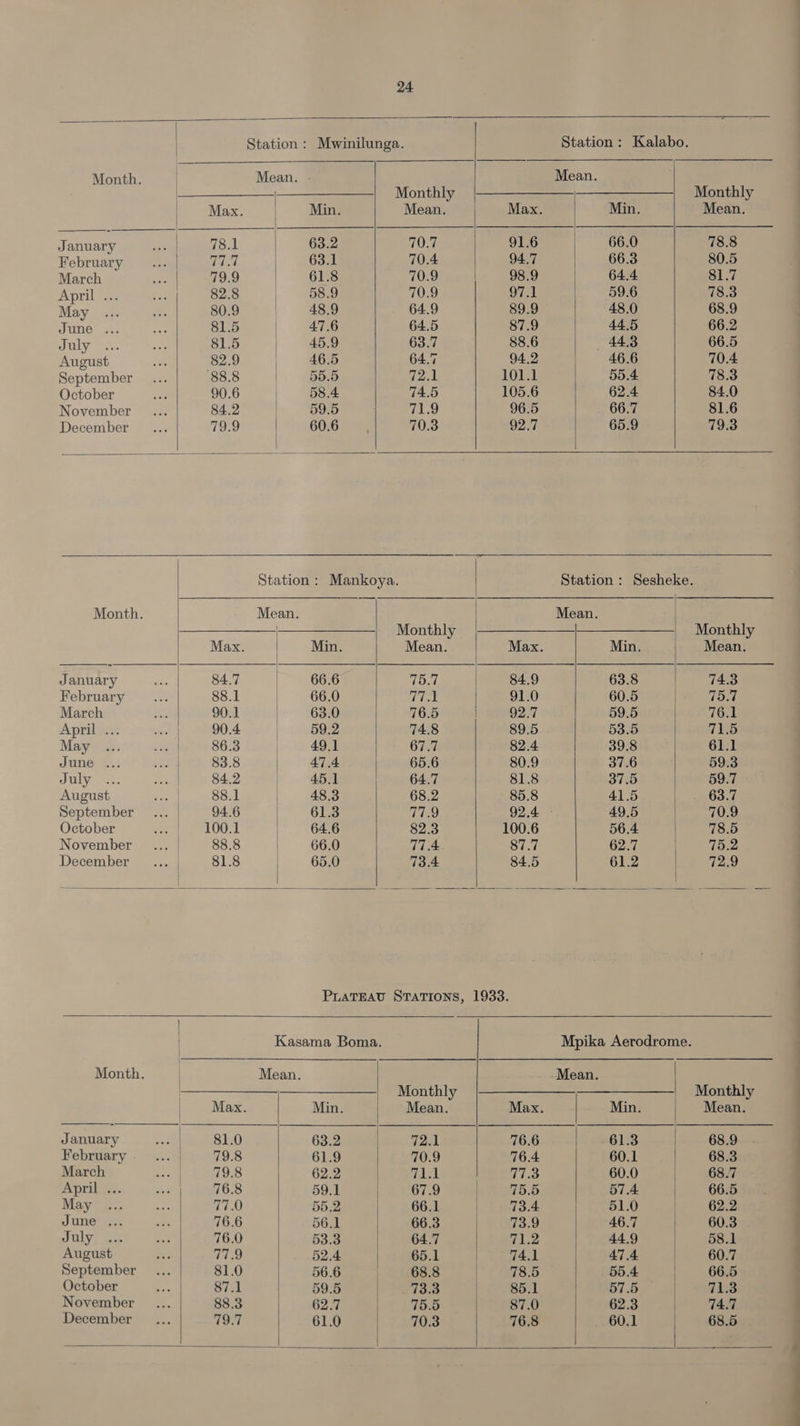 24
Station : Mwinilunga. Station : Kalabo.
Month. Mean. Monthly Mean. Mean. Monthly Mean.
Max. Min. Max. Min.
January ... 78.1 63.2 70.7 91.6 66.0 78.8
February ... 77.7 63.1 70.4 94.7 66.3 80.5
March ... 79.9 61.8 70.9 98.9 64.4 81.7
April ... ... 82.8 58.9 70.9 97.1 59.6 78.3
May ... ... 80.9 48.9 64.9 89.9 48.0 68.9
June ... ... 81.5 47.6 64.5 87.9 44.5 66.2
July ... ... 81.5 45.9 63.7 88.6 44.3 66.5
August ... 82.9 46.5 64.7 94.2 46.6 70.4
September ... 88.8 55.5 72.1 101.1 55.4 78.3
October ... 90.6 58.4 74.5 105.6 62.4 84.0
November ... 84.2 59.5 71.9 96.5 66.7 81.6
December ... 79.9 60.6 70.3 92.7 65.9 79.3
Station : Mankoya. Station : Sesheke.
Month. Mean. Monthly Mean. Mean. Monthly Mean.
Max. Min. Max. Min.
January ... 84.7 66.6 75.7 84.9 63.8 74.3
February ... 88.1 66.0 77.1 91.0 60.5 75.7
March ... 90.1 63.0 76.5 92.7 59.5 76.1
April ... ... 90.4 59.2 74.8 89.5 53.5 71.5
May ... ... 86.3 49.1 67.7 82.4 39.8 61.1
June ... ... 83.8 47.4 65.6 80.9 37.6 59.3
July ... ... 84.2 45.1 64.7 81.8 37.5 59.7
August ... 88.1 48.3 68.2 85.8 41.5 63.7
September ... 94.6 61.3 77.9 92.4 49.5 70.9
October ... 100.1 64.6 82.3 100.6 56.4 78.5
November ... 88.8 66.0 77.4 87.7 62.7 75.2
December ... 81.8 65.0 73.4 84.5 61.2 72.9
PLATEAU STATIONS, 1933.
Kasama Boma. Mpika Aerodrome.
Month. Mean. Monthly Mean. Mean. Monthly Mean.
Max. Min. Max. Min.
January ... 81.0 63.2 72.1 76.6 61.3 68.9
February ... 79.8 61.9 70.9 76.4 60.1 68.3
March ... 79.8 62.2 71.1 77.3 60.0 68.7
April ... ... 76.8 59.1 67.9 75.5 57.4 66.5
May ... ... 77.0 55.2 66.1 73.4 51.0 62.2
June ... ... 76.6 56.1 66.3 73.9 46.7 60.3
July ... ... 76.0 53.3 64.7 71.2 44.9 58.1
August ... 77.9 52.4 65.1 74.1 47.4 60.7
September ... 81.0 56.6 68.8 78.5 55.4 66.5
October ... 87.1 59.5 73.3 85.1 57.5 71.3
November ... 88.3 62.7 75.5 87.0 62.3 74.7
December ... 79.7 61.0 70.3 76.8 60.1 68.5